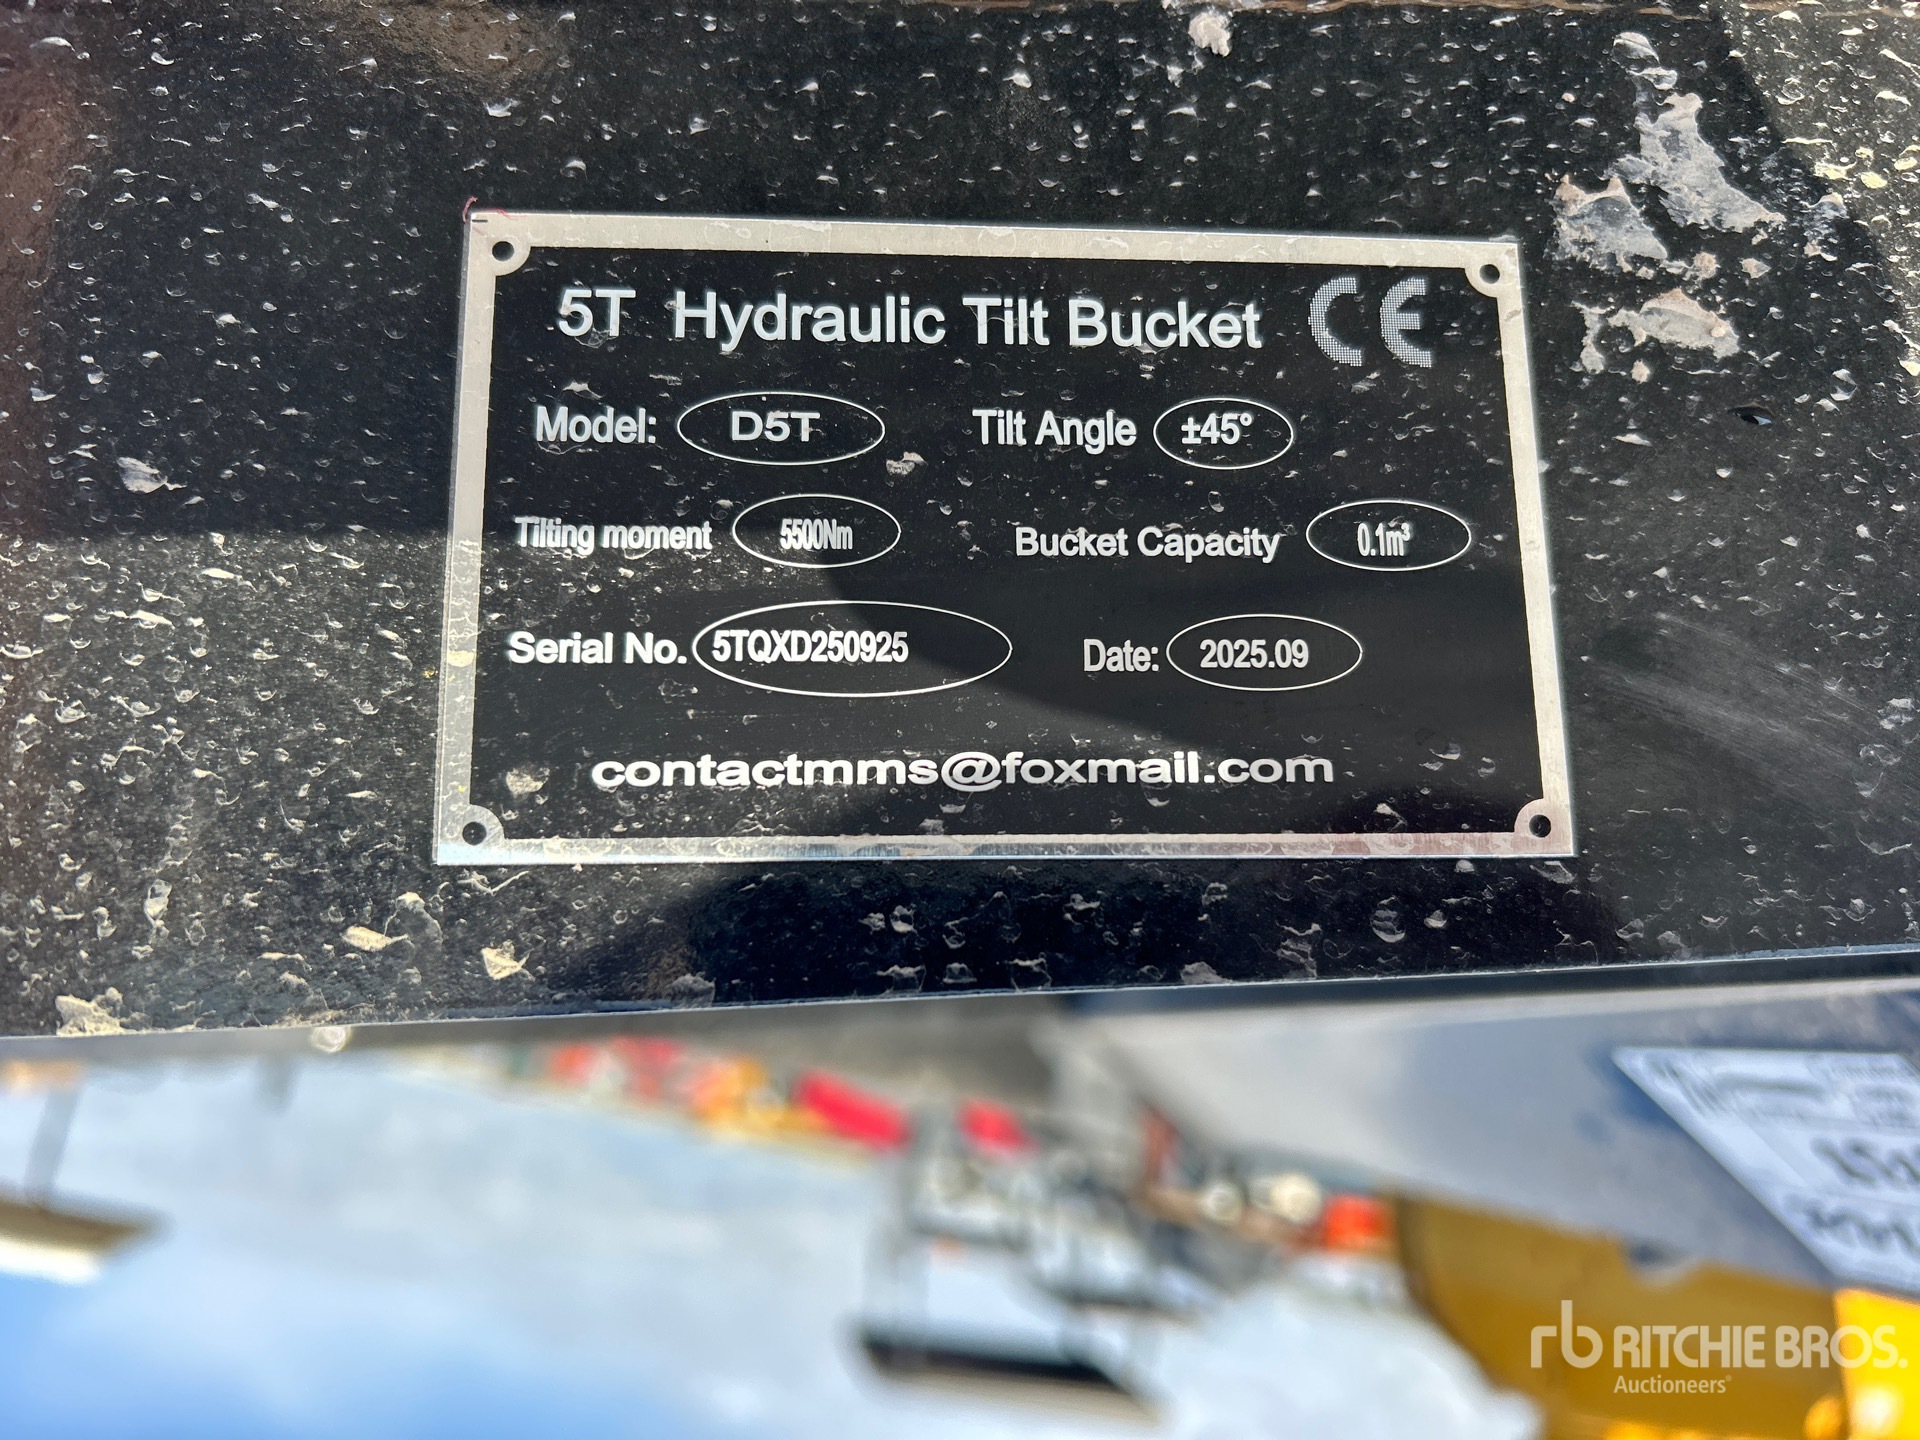 5T Hydraulic Tilt Bucket CE
Model: D5T Tilt Angle ±45°
Tilting moment 5500Nm Bucket Capacity 0.1m³
Serial No. 5TQXD250925 Date: 2025.09
contactmms@foxmail.com
rb RITCHIE BROS.
Auctioneers